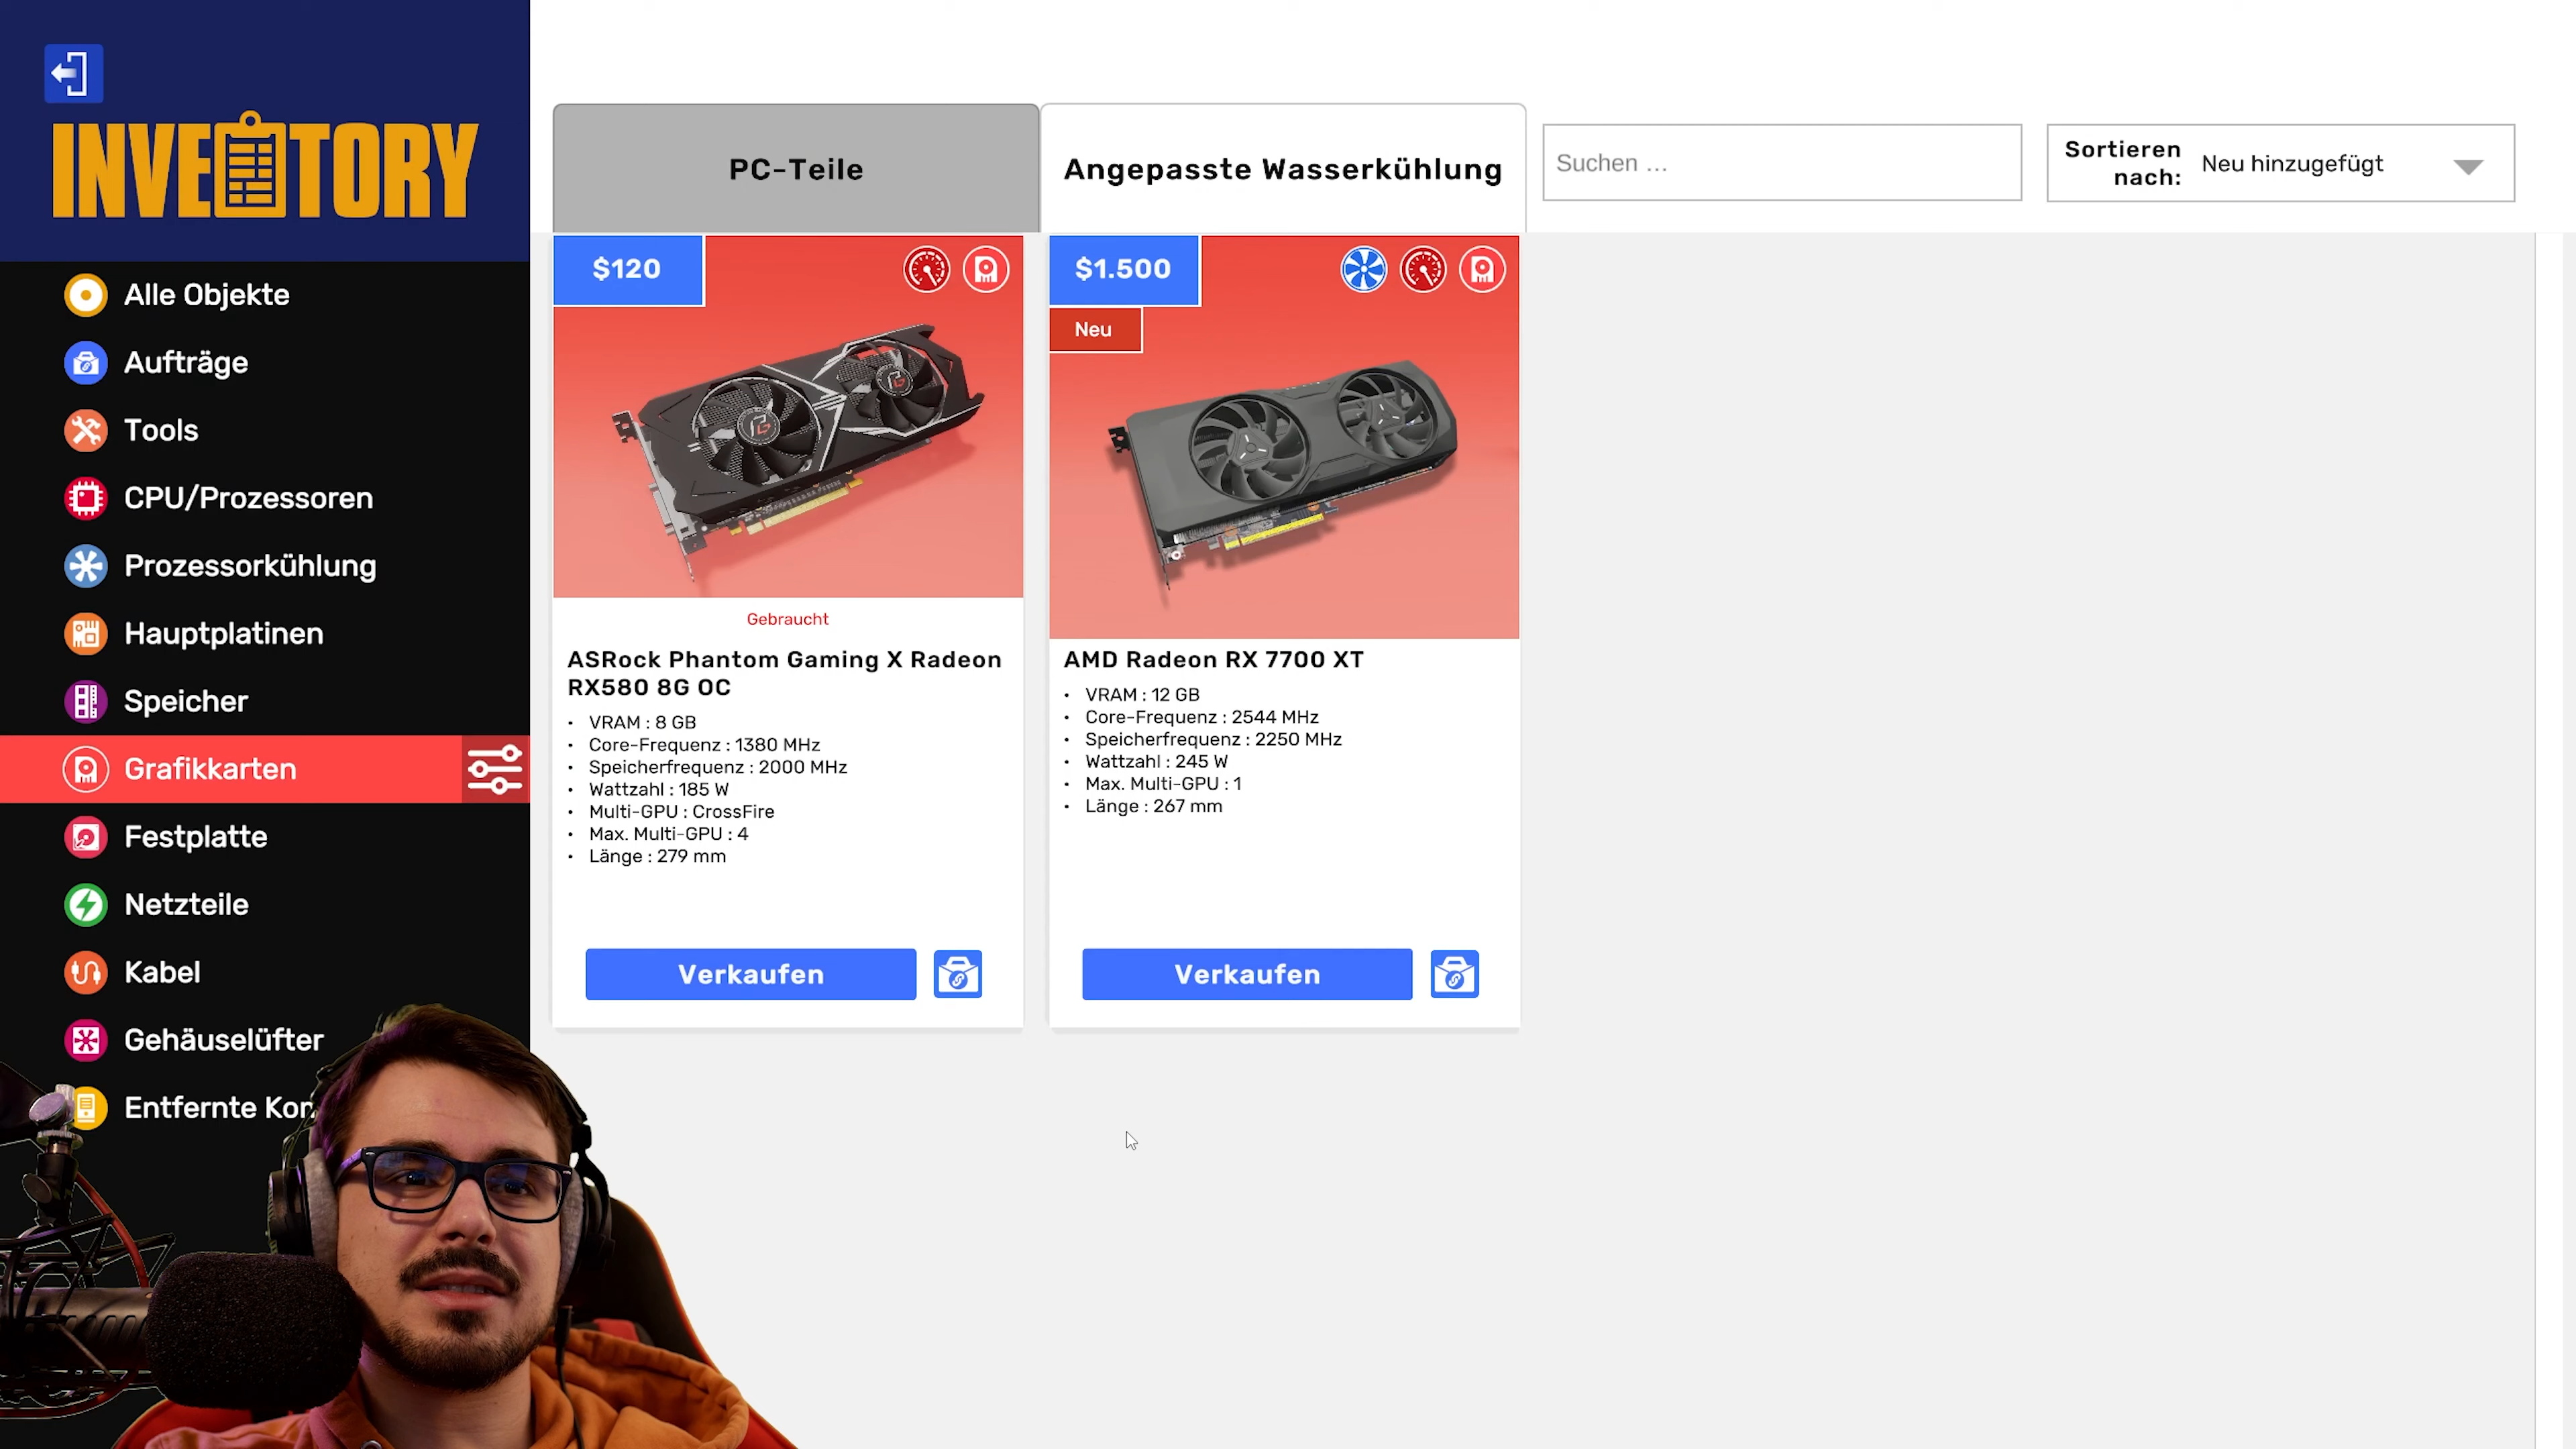 INVENTORY
Alle Objekte
Aufträge
Tools
CPU/Prozessoren
Prozessorkühlung
Hauptplatinen
Speicher
Grafikkarten
Festplatte
Netzteile
Kabel
Gehäuselüfter
Entfernte
PC-Teile
Angepasste Wasserkühlung
Suchen ...
Sortieren
nach:
Neu hinzugefügt
$120
Gebraucht
ASRock Phantom Gaming X Radeon
RX580 8G OC
• VRAM : 8 GB
• Core-Frequenz : 1380 MHz
• Speicherfrequenz : 2000 MHz
• Wattzahl : 185 W
• Multi-GPU : CrossFire
• Max. Multi-GPU : 4
• Länge : 279 mm
Verkaufen
$1.500
Neu
AMD Radeon RX 7700 XT
• VRAM : 12 GB
• Core-Frequenz : 2544 MHz
• Speicherfrequenz : 2250 MHz
• Wattzahl : 245 W
• Max. Multi-GPU : 1
• Länge : 267 mm
Verkaufen